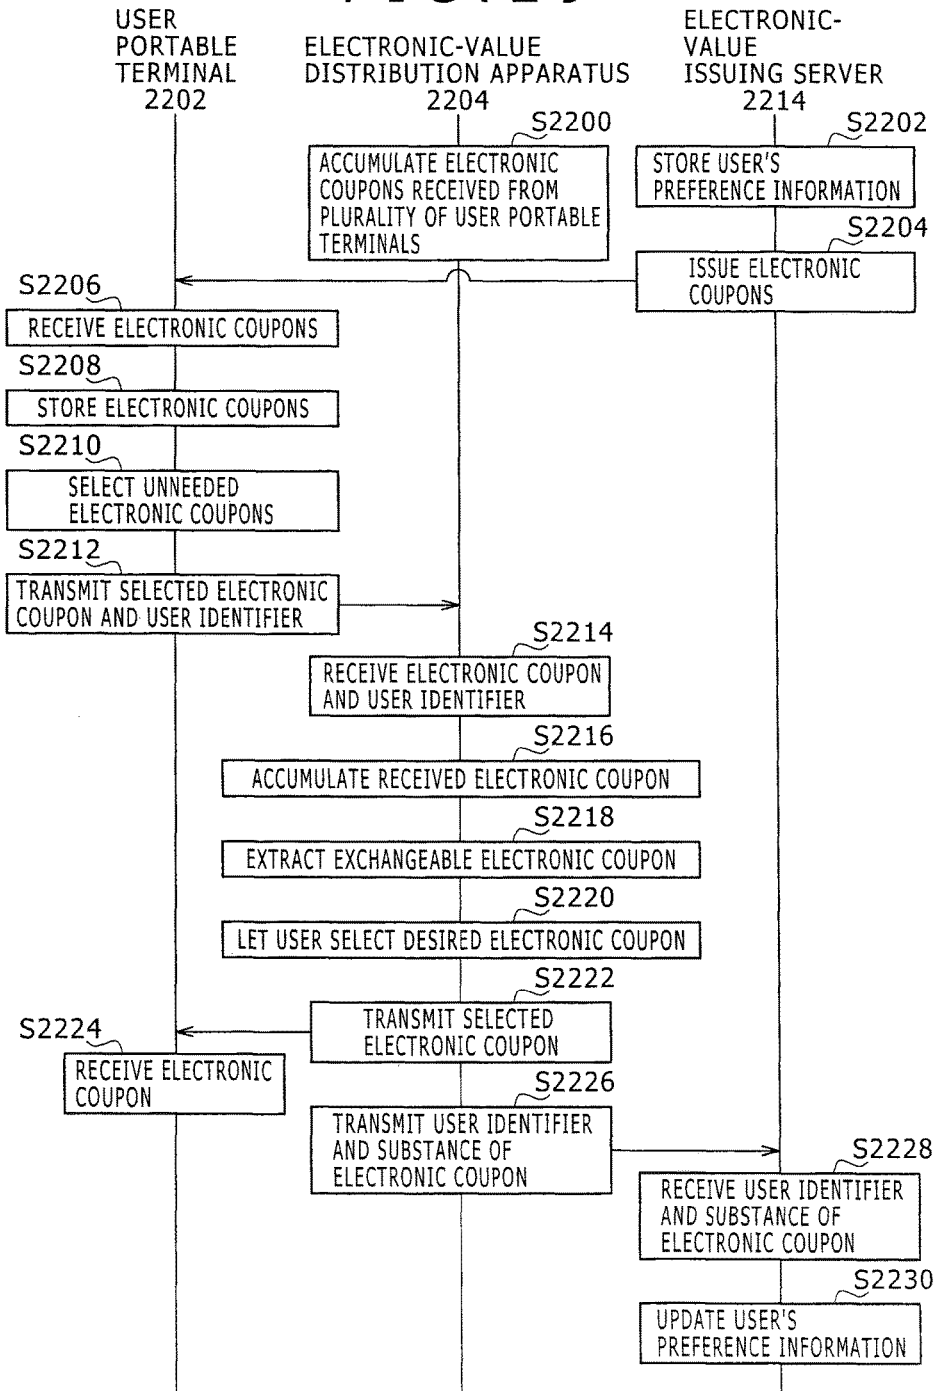 USER
PORTABLE
TERMINAL
2202
ELECTRONIC-VALUE
DISTRIBUTION APPARATUS
2204
ELECTRONIC-
VALUE
ISSUING SERVER
2214
S2200
ACCUMULATE ELECTRONIC
COUPONS RECEIVED FROM
PLURALITY OF USER PORTABLE
TERMINALS
S2202
STORE USER'S
PREFERENCE INFORMATION
S2204
ISSUE ELECTRONIC
COUPONS
S2206
RECEIVE ELECTRONIC COUPONS
S2208
STORE ELECTRONIC COUPONS
S2210
SELECT UNNEEDED
ELECTRONIC COUPONS
S2212
TRANSMIT SELECTED ELECTRONIC
COUPON AND USER IDENTIFIER
S2214
RECEIVE ELECTRONIC COUPON
AND USER IDENTIFIER
S2216
ACCUMULATE RECEIVED ELECTRONIC COUPON
S2218
EXTRACT EXCHANGEABLE ELECTRONIC COUPON
S2220
LET USER SELECT DESIRED ELECTRONIC COUPON
S2222
TRANSMIT SELECTED
ELECTRONIC COUPON
S2224
RECEIVE ELECTRONIC
COUPON
S2226
TRANSMIT USER IDENTIFIER
AND SUBSTANCE OF
ELECTRONIC COUPON
S2228
RECEIVE USER IDENTIFIER
AND SUBSTANCE OF
ELECTRONIC COUPON
S2230
UPDATE USER'S
PREFERENCE INFORMATION